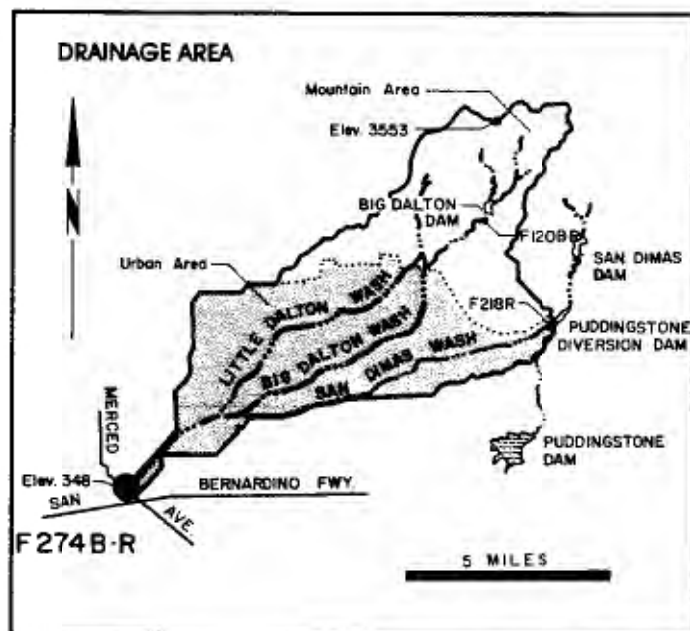 DRAINAGE AREA
Mountain Area
Elev. 3553
N
BIG DALTON
DAM
F120B-R
SAN DIMAS
DAM
Urban Area
F218R
PUDDINGSTONE
DIVERSION DAM
LITTLE DALTON WASH
BIG DALTON WASH
SAN DIMAS WASH
MERCED
PUDDINGSTONE
DAM
Elev. 348
SAN BERNARDINO FWY.
AVE.
F 274 B-R
5 MILES